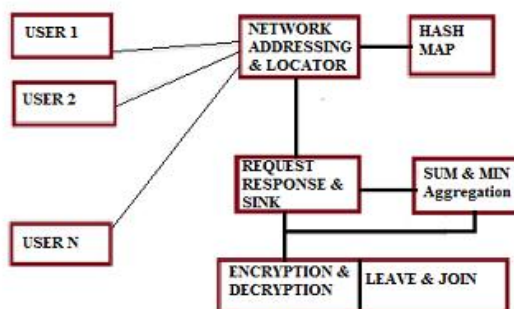 USER 1
USER 2
USER N
NETWORK
ADDRESSING
& LOCATOR
HASH
MAP
REQUEST
RESPONSE &
SINK
SUM & MIN
Aggregation
ENCRYPTION &
DECRYPTION
LEAVE & JOIN